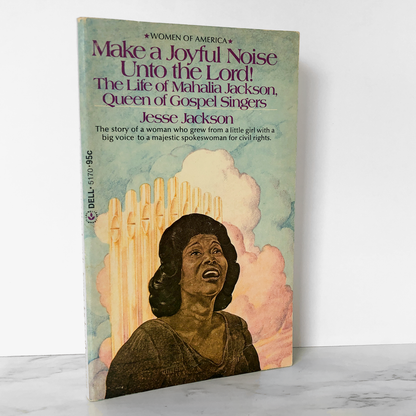 ★WOMEN OF AMERICA★
Make a Joyful Noise
Unto the Lord!
The Life of Mahalia Jackson,
Queen of Gospel Singers
Jesse Jackson
The story of a woman who grew from a little girl with a
big voice to a majestic spokeswoman for civil rights.
DELL • 5170 • 95c